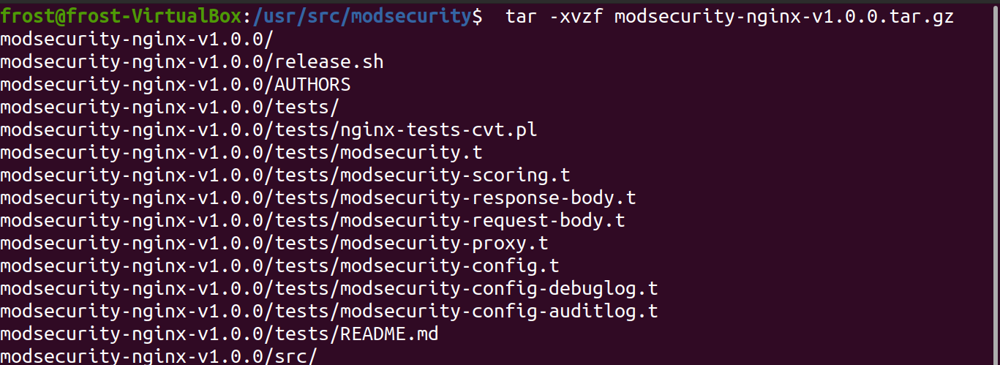 frost@frost-VirtualBox:/usr/src/modsecurity$  tar -xvzf modsecurity-nginx-v1.0.0.tar.gz
modsecurity-nginx-v1.0.0/
modsecurity-nginx-v1.0.0/release.sh
modsecurity-nginx-v1.0.0/AUTHORS
modsecurity-nginx-v1.0.0/tests/
modsecurity-nginx-v1.0.0/tests/nginx-tests-cvt.pl
modsecurity-nginx-v1.0.0/tests/modsecurity.t
modsecurity-nginx-v1.0.0/tests/modsecurity-scoring.t
modsecurity-nginx-v1.0.0/tests/modsecurity-response-body.t
modsecurity-nginx-v1.0.0/tests/modsecurity-request-body.t
modsecurity-nginx-v1.0.0/tests/modsecurity-proxy.t
modsecurity-nginx-v1.0.0/tests/modsecurity-config.t
modsecurity-nginx-v1.0.0/tests/modsecurity-config-debuglog.t
modsecurity-nginx-v1.0.0/tests/modsecurity-config-auditlog.t
modsecurity-nginx-v1.0.0/tests/README.md
modsecurity-nginx-v1.0.0/src/